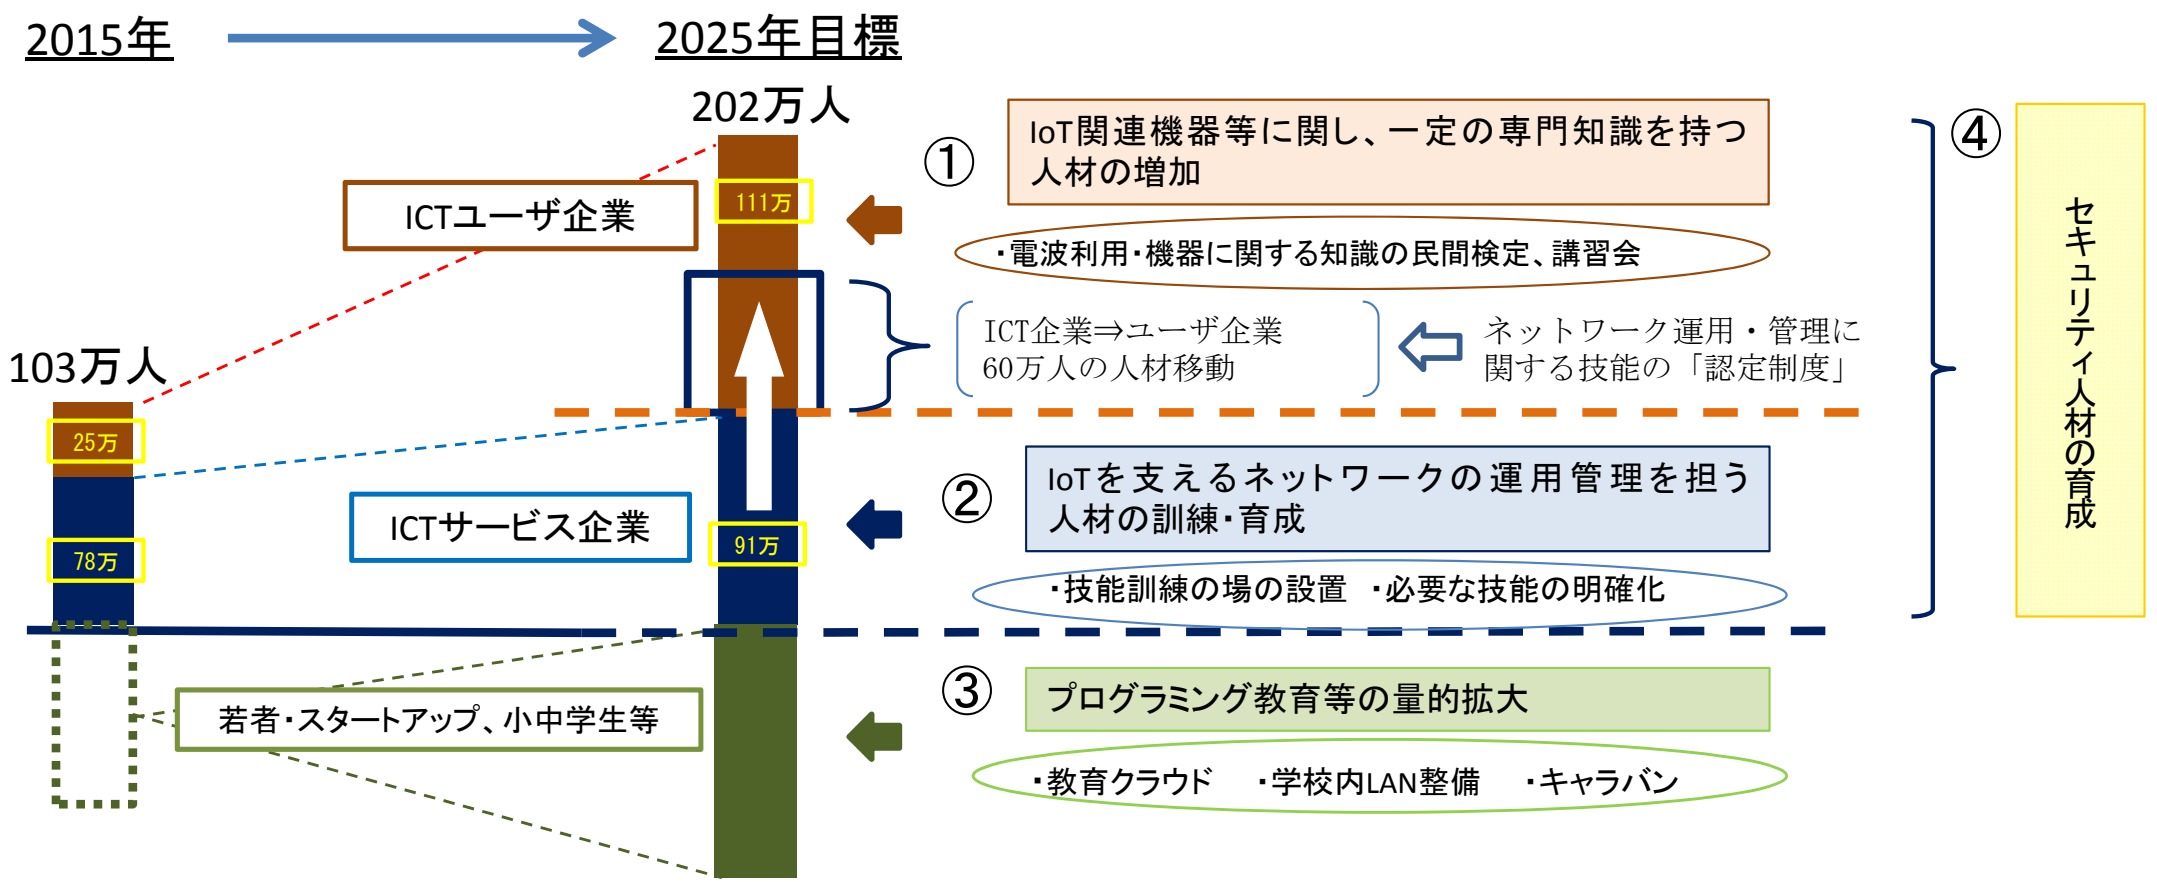 2015年
2025年目標
202万人
103万人
ICTユーザ企業
111万
25万
78万
ICTサービス企業
91万
若者・スタートアップ、小中学生等
①
IoT関連機器等に関し、一定の専門知識を持つ
人材の増加
・電波利用・機器に関する知識の民間検定、講習会
ICT企業⇒ユーザ企業
60万人の人材移動
ネットワーク運用・管理に
関する技能の「認定制度」
②
IoTを支えるネットワークの運用管理を担う
人材の訓練・育成
・技能訓練の場の設置 ・必要な技能の明確化
③
プログラミング教育等の量的拡大
・教育クラウド ・学校内LAN整備 ・キャラバン
④
セキュリティ人材の育成